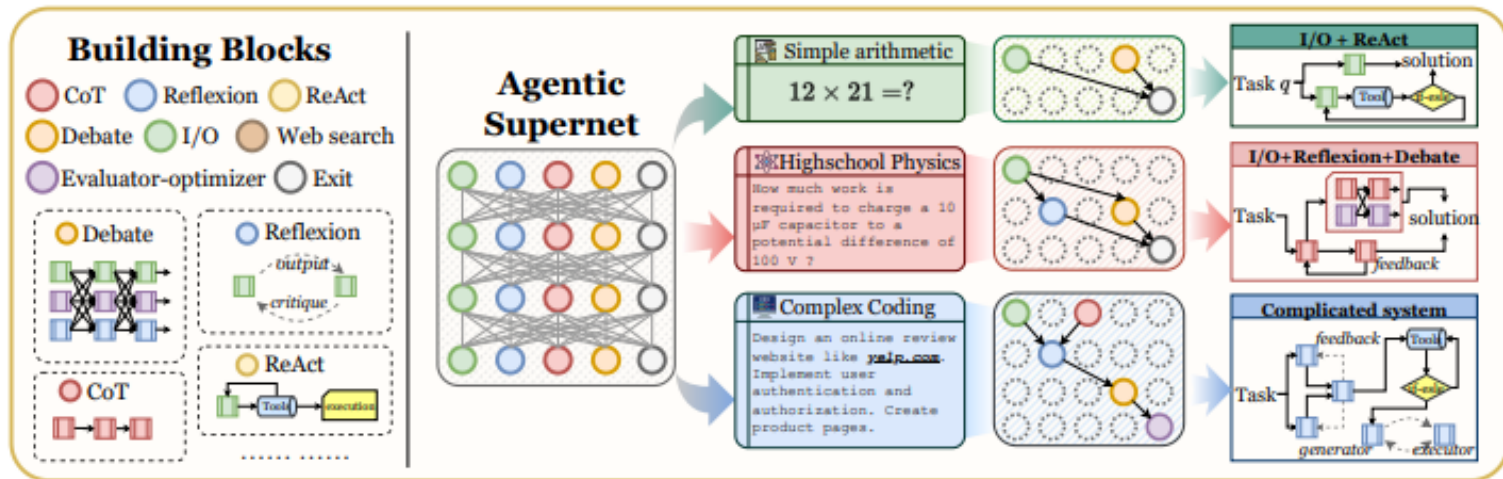 Building Blocks
CoT Reflexion ReAct
Debate I/O Web search
Evaluator-optimizer Exit
Debate
Reflexion
output
critique
CoT
ReAct
Tools
execution
...... ......
Agentic
Supernet
Simple arithmetic
12 × 21 =?
Highschool Physics
How much work is
required to charge a 10
μF capacitor to a
potential difference of
100 V ?
Complex Coding
Design an online review
website like yelp.com.
Implement user
authentication and
authorization. Create
product pages.
I/O + ReAct
Task q
solution
Tool
I/O+Reflexion+Debate
Task
solution
feedback
Complicated system
feedback
Tools
Task
generator
executor